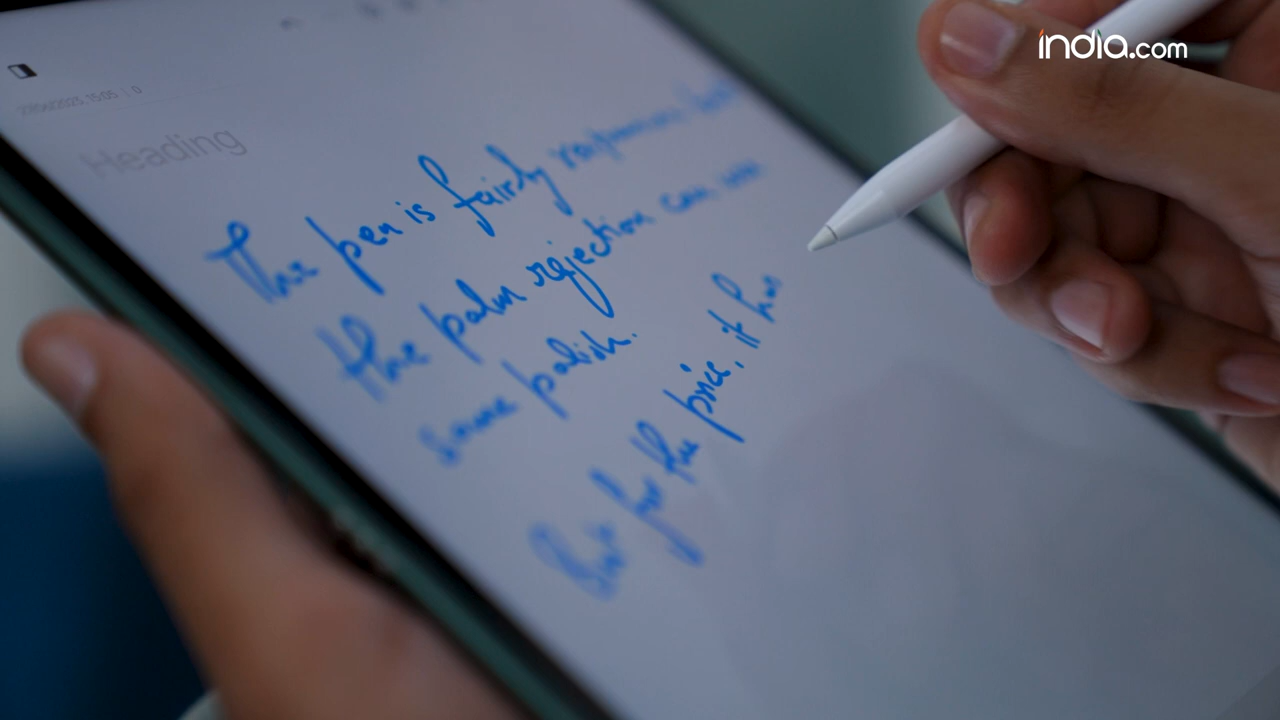 india.com
Heading
The pen is fairly responsive but
the palm rejection can use
some polish.
But for the price, it has